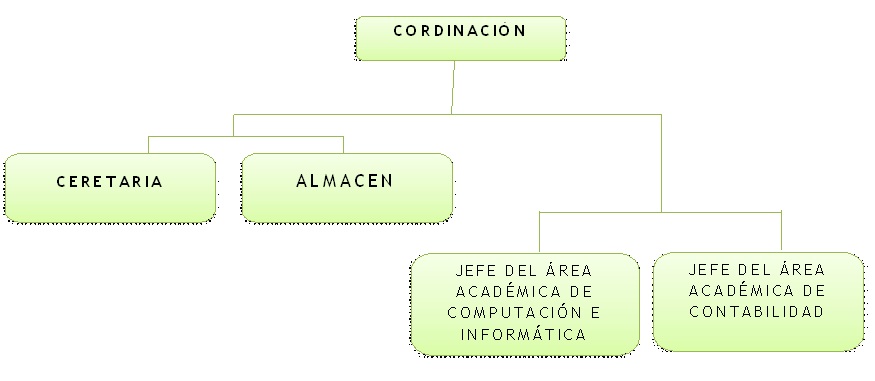 CORDINACIÓN
CERETARIA
ALMACEN
JEFE DEL ÁREA
ACADÉMICA DE
COMPUTACIÓN E
INFORMÁTICA
JEFE DEL ÁREA
ACADÉMICA DE
CONTABILIDAD